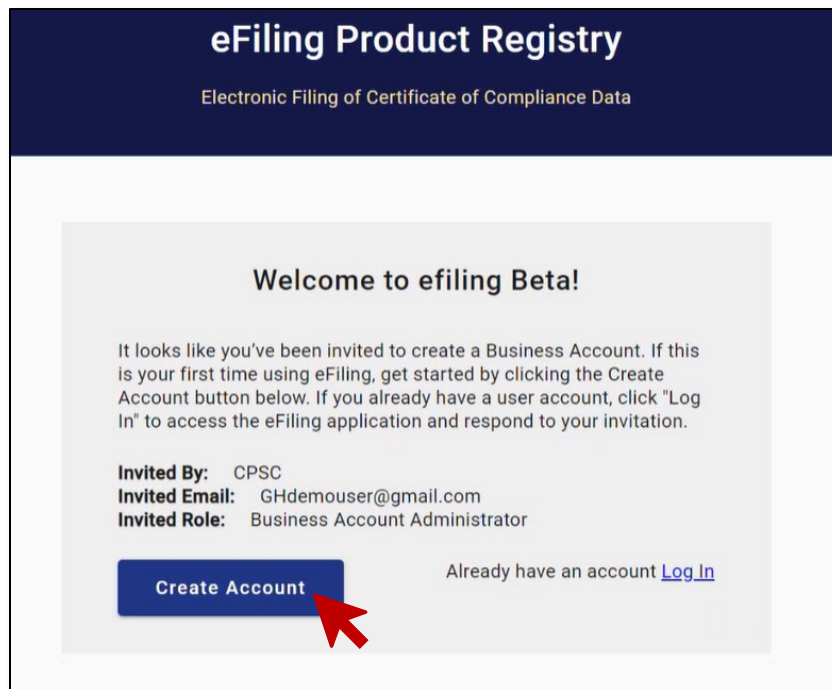 eFiling Product Registry
Electronic Filing of Certificate of Compliance Data
Welcome to efiling Beta!
It looks like you’ve been invited to create a Business Account. If this
is your first time using eFiling, get started by clicking the Create
Account button below. If you already have a user account, click "Log
In" to access the eFiling application and respond to your invitation.
Invited By: CPSC
Invited Email: GHdemouser@gmail.com
Invited Role: Business Account Administrator
Create Account
Already have an account Log In